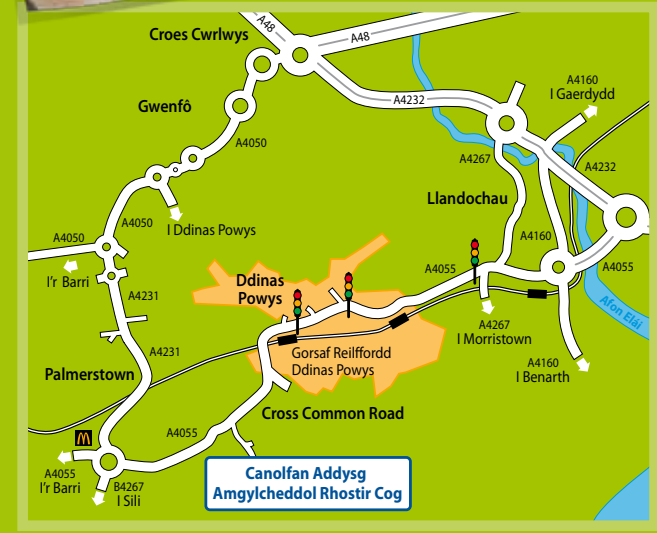 A48
A48
Croes Cwrlwys
A4160
I Gaerdydd
A4232
Gwenfô
A4050
A4267
A4232
Llandochau
A4050
I Ddinas Powys
A4050
A4160
I'r Barri
A4055
A4055
Ddinas
Powys
A4231
Afon Elái
A4267
I Morristown
A4231
Gorsaf Reilffordd
Ddinas Powys
A4160
I Benarth
Palmerstown
Cross Common Road
A4055
A4055
I'r Barri
B4267
I Sili
Canolfan Addysg
Amgylcheddol Rhostir Cog